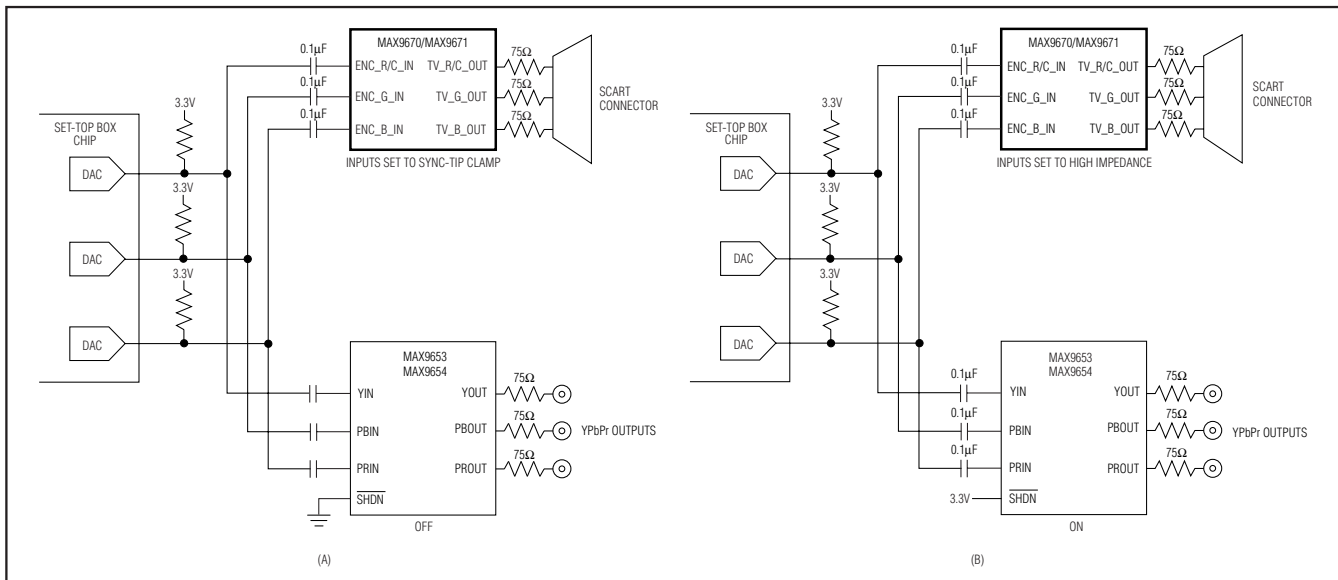 MAX9670/MAX9671
0.1µF
ENC_R/C_IN TV_R/C_OUT
75Ω
0.1µF
ENC_G_IN TV_G_OUT
75Ω
0.1µF
ENC_B_IN TV_B_OUT
75Ω
SCART
CONNECTOR
INPUTS SET TO SYNC-TIP CLAMP
SET-TOP BOX
CHIP
3.3V
DAC
3.3V
DAC
3.3V
DAC
MAX9653
MAX9654
YIN YOUT
75Ω
PBIN PBOUT
75Ω
PRIN PROUT
75Ω
YPbPr OUTPUTS
SHDN
OFF
(A)
MAX9670/MAX9671
0.1µF
ENC_R/C_IN TV_R/C_OUT
75Ω
0.1µF
ENC_G_IN TV_G_OUT
75Ω
0.1µF
ENC_B_IN TV_B_OUT
75Ω
SCART
CONNECTOR
INPUTS SET TO HIGH IMPEDANCE
SET-TOP BOX
CHIP
3.3V
DAC
3.3V
DAC
3.3V
DAC
MAX9653
MAX9654
0.1µF
YIN YOUT
75Ω
0.1µF
PBIN PBOUT
75Ω
0.1µF
PRIN PROUT
75Ω
YPbPr OUTPUTS
3.3V SHDN
ON
(B)